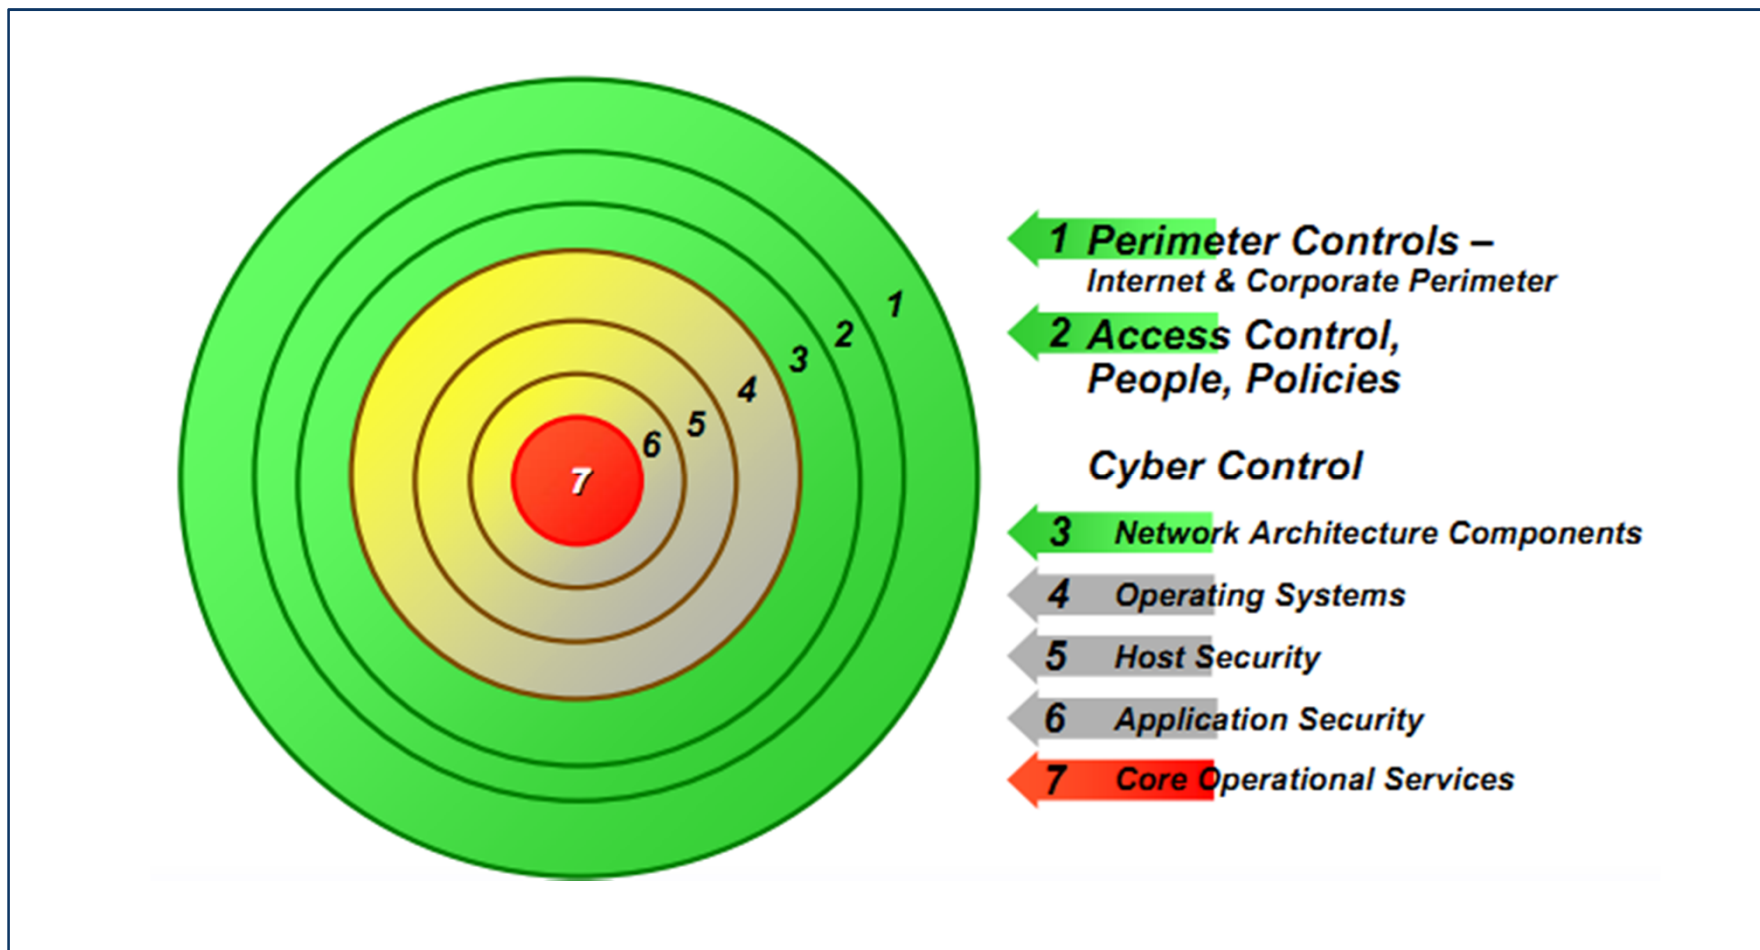 1
2
3
4
5
6
7
1 Perimeter Controls –
Internet & Corporate Perimeter
2 Access Control,
People, Policies
Cyber Control
3 Network Architecture Components
4 Operating Systems
5 Host Security
6 Application Security
7 Core Operational Services